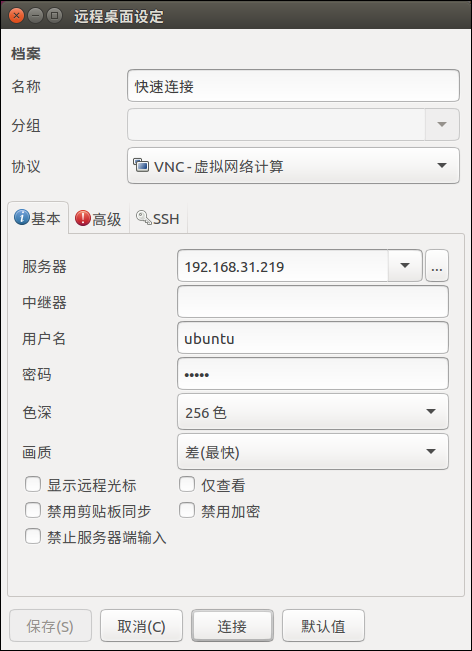 远程桌面设定
档案
名称 快速连接
分组
协议 VNC - 虚拟网络计算
基本 高级 SSH
服务器 192.168.31.219 ...
中继器
用户名 ubuntu
密码 •••••
色深 256 色
画质 差(最快)
显示远程光标 仅查看
禁用剪贴板同步 禁用加密
禁止服务器端输入
保存(S) 取消(C) 连接 默认值